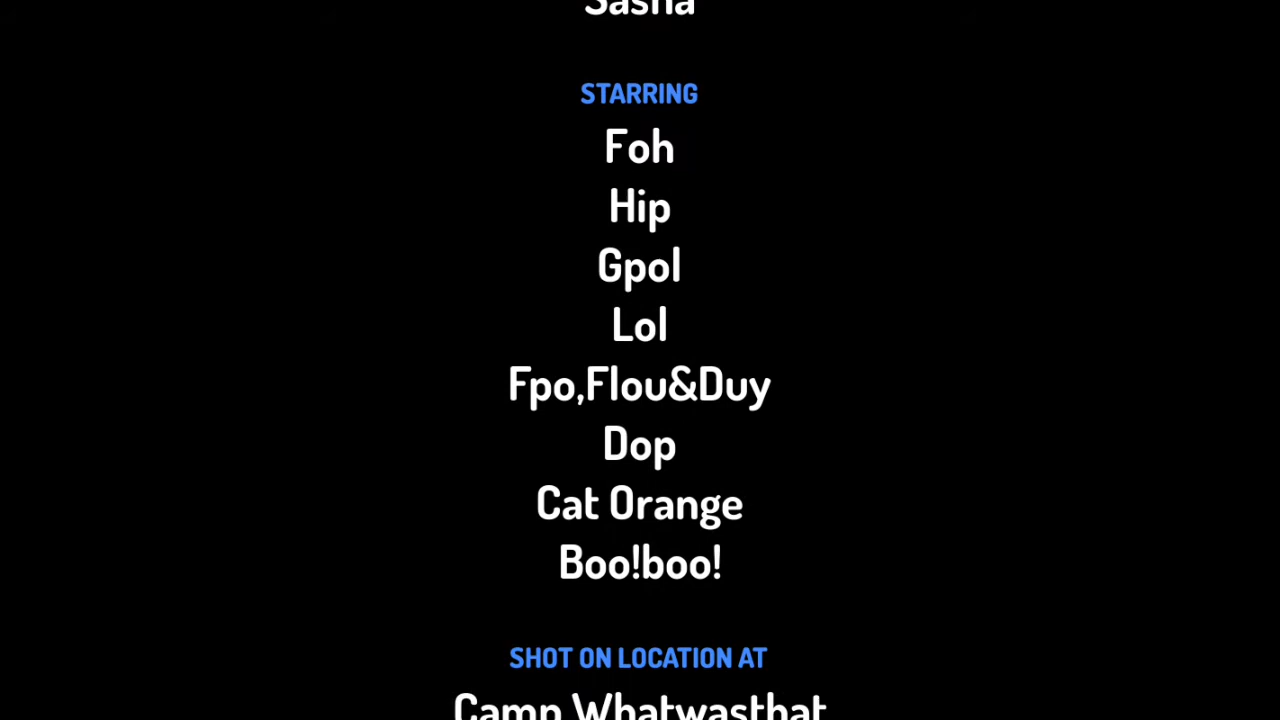 Sasha
STARRING
Foh
Hip
Gpol
Lol
Fpo,Flou&Duy
Dop
Cat Orange
Boo!boo!
SHOT ON LOCATION AT
Camp Whatwasthat